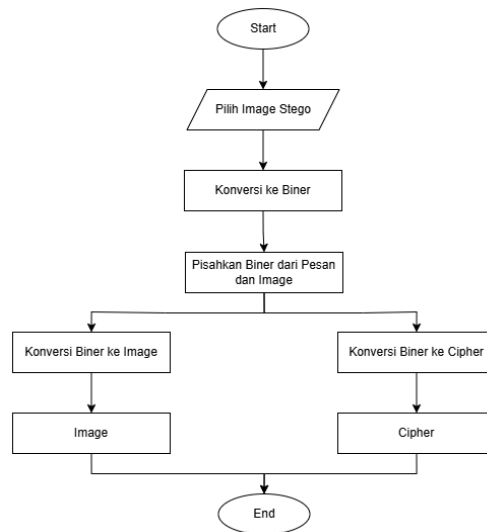 Start
Pilih Image Stego
Konversi ke Biner
Pisahkan Biner dari Pesan
dan Image
Konversi Biner ke Image
Konversi Biner ke Cipher
Image
Cipher
End